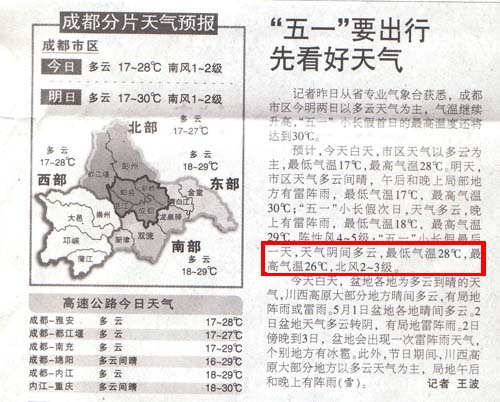 成都分片天气预报
成都市区
今日 多云 17~28℃ 南风1~2级
明日 多云 17~30℃ 南风1~2级
北部
多云
17~27℃
多云
17~28℃
多云
18~29℃
西部
东部
都江堰
彭州
金堂
郫县
新都
青白江
崇州
温江
成都
龙泉驿
大邑
双流
邛崃
新津
蒲江
南部
多云
18~29℃
高速公路今日天气
成都-雅安 多云 17~28℃
成都-都江堰 多云 17~27℃
成都-南充 多云 17~29℃
成都-绵阳 多云间晴 16~29℃
成都-内江 多云 18~29℃
内江-重庆 多云间晴 18~30℃
“五一”要出行
先看好天气
记者昨日从省专业气象台获悉，成都
市区今明两日以多云天气为主，气温继续
升高，“五一”小长假首日的最高温度还将
达到30℃。
预计，今天白天，市区天气以多云为
主，最低气温17℃，最高气温28℃。明天，
市区天气多云间晴，午后和晚上局部地
方有雷阵雨，最低气温17℃，最高气温
30℃；“五一”小长假次日，天气多云，晚
上有雷阵雨，最低气温18℃，最高气温
29℃，阵性风4~5级；“五一”小长假最后
一天，天气阴间多云，最低气温28℃，最
高气温26℃，北风2~3级。
今天白天，盆地各地为多云到晴的天
气，川西高原大部分地方晴间多云，有局地
阵雨或雷雨。5月1日盆地各地晴间多云。2
日盆地天气多云转阴，有局地雷阵雨。2日
傍晚到3日，盆地会出现一次雷阵雨天气，
个别地方有冰雹。此外，节日期间，川西高
原大部分地方以多云天气为主，局地午后
和晚上有阵雨(雪)。 记者 王波